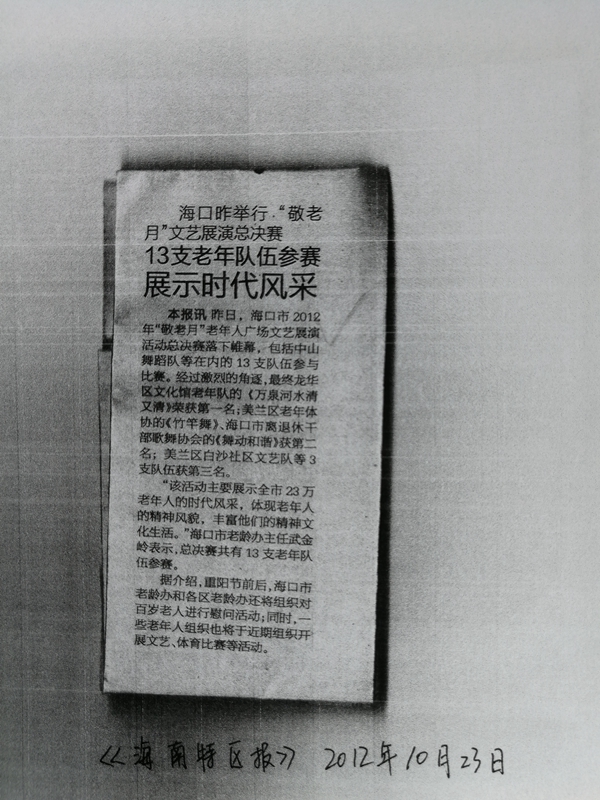 海口昨举行“敬老
月”文艺展演总决赛
13支老年队伍参赛
展示时代风采
本报讯 昨日，海口市2012
年“敬老月”老年人广场文艺展演
活动总决赛落下帷幕，包括中山
舞蹈队等在内的13支队伍参与
比赛。经过激烈的角逐，最终龙华
区文化馆老年队的《万泉河水清
又清》荣获第一名；美兰区老年体
协的《竹竿舞》、海口市离退休干
部歌舞协会的《舞动和谐》获第二
名；美兰区白沙社区文艺队等3
支队伍获第三名。
“该活动主要展示全市23万
老年人的时代风采，体现老年人
的精神风貌，丰富他们的精神文
化生活。”海口市老龄办主任武金
岭表示，总决赛共有13支老年队
伍参赛。
据介绍，重阳节前后，海口市
老龄办和各区老龄办还将组织对
百岁老人进行慰问活动；同时，一
些老年人组织也将于近期组织开
展文艺、体育比赛等活动。
《海南特区报》 2012年10月23日